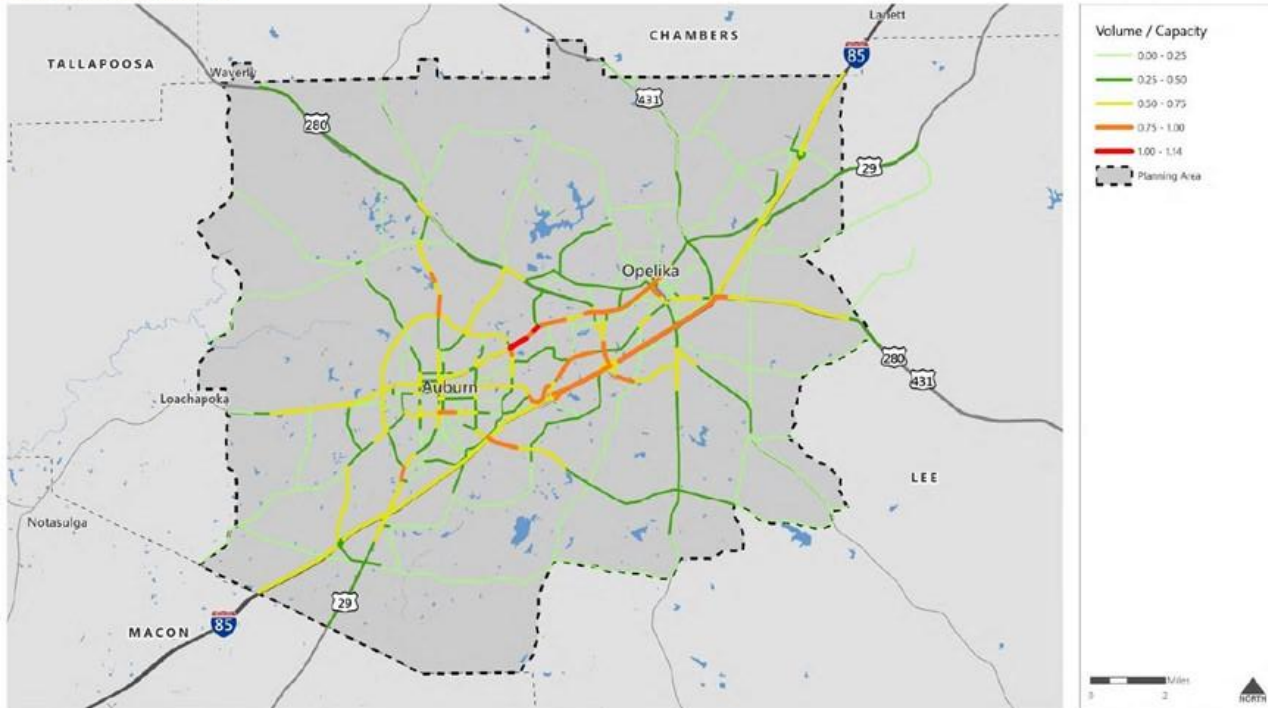 CHAMBERS
Lanett
TALLAPOOSA
Waverly
85
431
280
29
Opelika
Auburn
Loachapoka
280
431
LEE
Notasulga
29
85
MACON
Volume / Capacity
0.00 - 0.25
0.25 - 0.50
0.50 - 0.75
0.75 - 1.00
1.00 - 1.14
Planning Area
Miles
0 2
NORTH